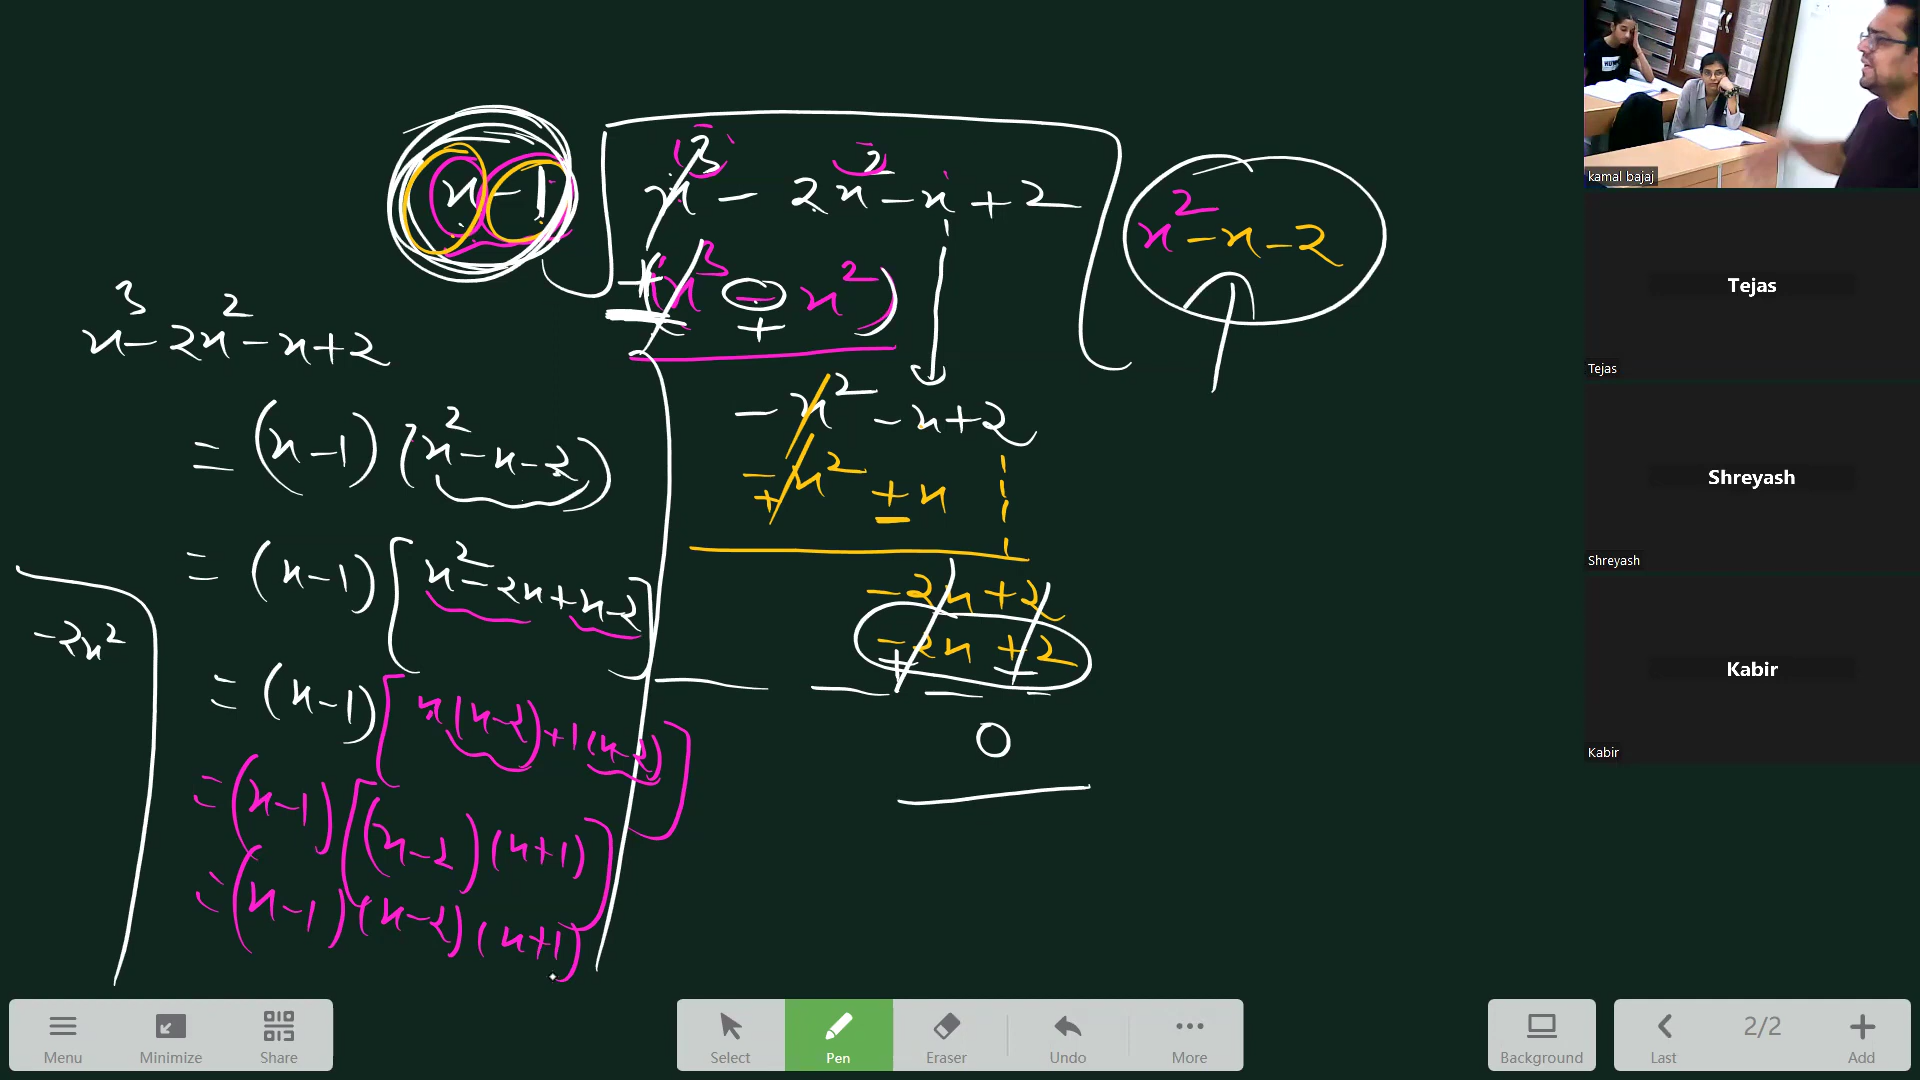 x - 1
x³ - 2x² - x + 2
x² - x - 2
- (x³ - x²)
- +
- x² - x + 2
- x² + x
+ -
- 2x + 2
- 2x + 2
+ -
0
x³ - 2x² - x + 2
= (x - 1) (x² - x - 2)
= (x - 1) [x² - 2x + x - 2]
= (x - 1) [x(x - 2) + 1(x - 2)]
= (x - 1) [(x - 2) (x + 1)]
= (x - 1) (x - 2) (x + 1)
- 2x²
kamal bajaj
Tejas
Tejas
Shreyash
Shreyash
Kabir
Kabir
Menu
Minimize
Share
Select
Pen
Eraser
Undo
More
Background
Last
2/2
Add